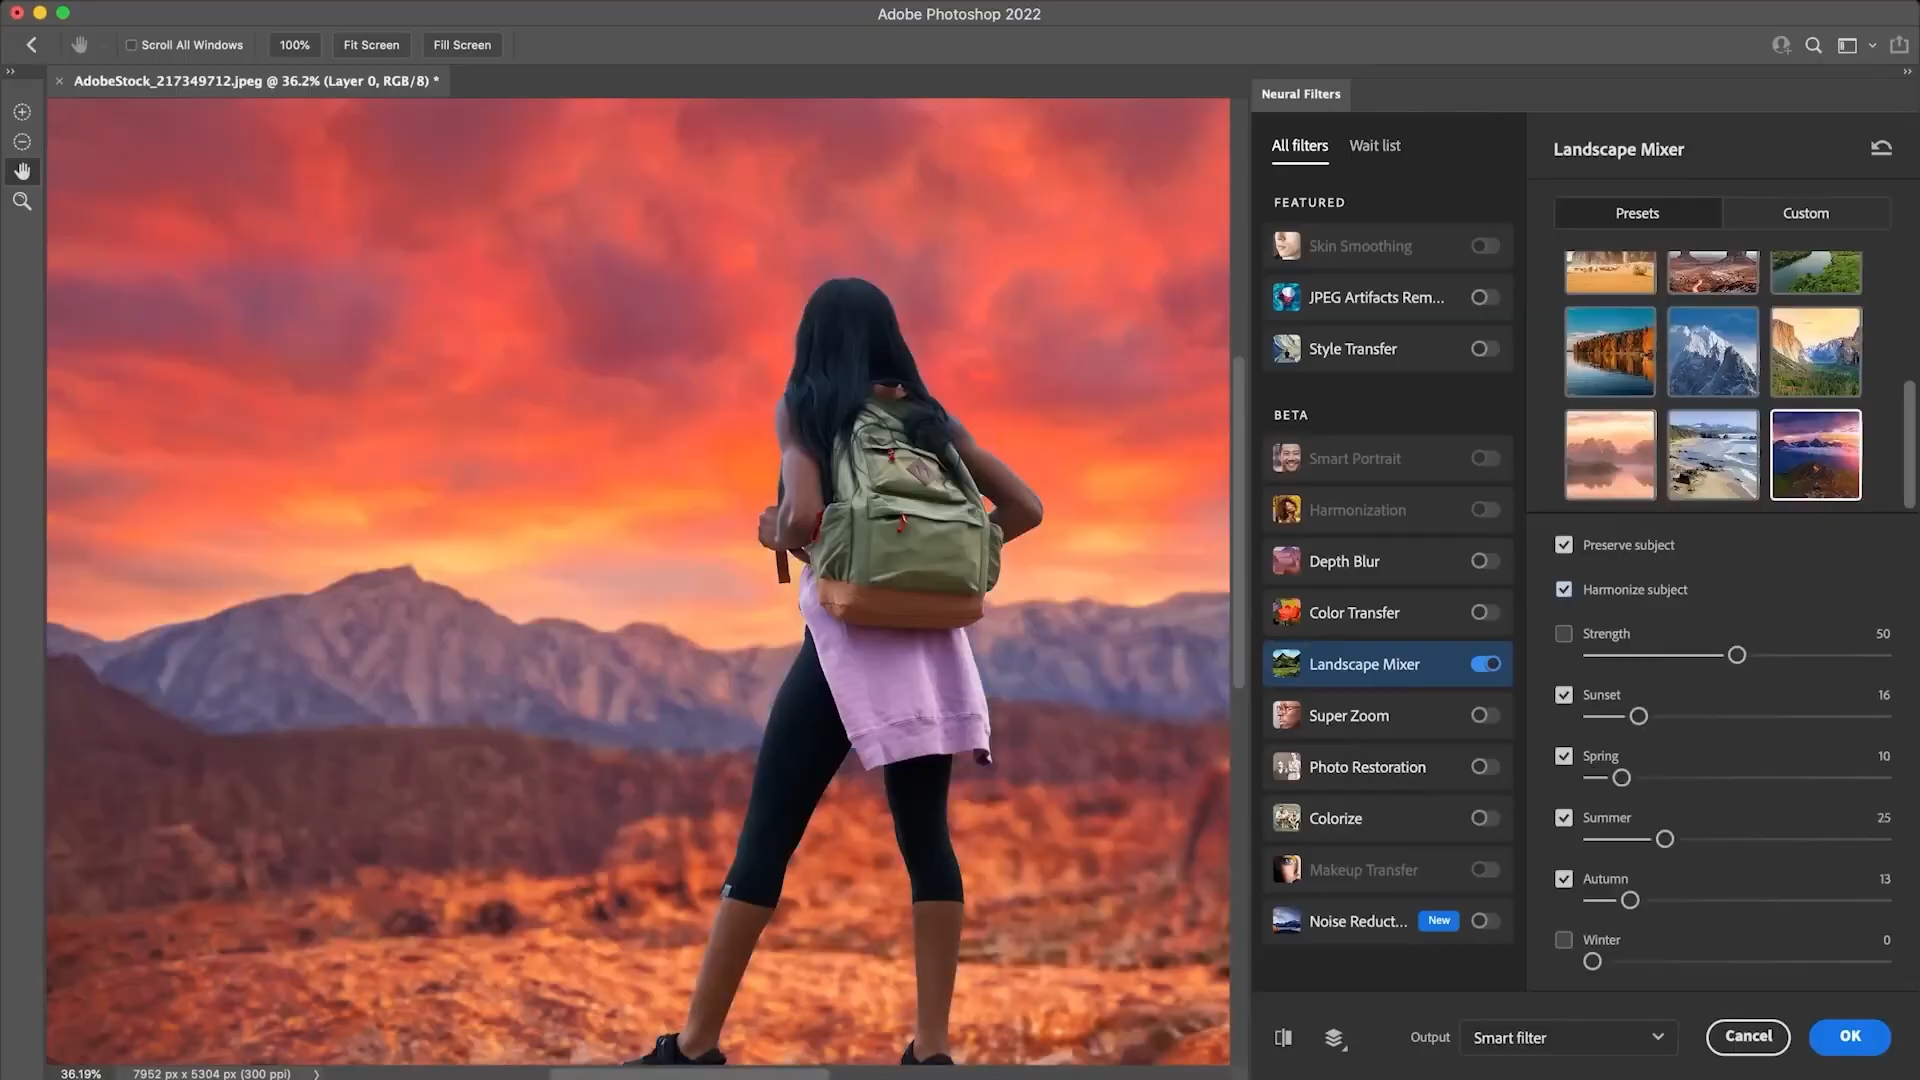 Adobe Photoshop 2022
Scroll All Windows
100%
Fit Screen
Fill Screen
AdobeStock_217349712.jpeg @ 36.2% (Layer 0, RGB/8) *
Neural Filters
All filters
Wait list
FEATURED
Skin Smoothing
JPEG Artifacts Rem...
Style Transfer
BETA
Smart Portrait
Harmonization
Depth Blur
Color Transfer
Landscape Mixer
Super Zoom
Photo Restoration
Colorize
Makeup Transfer
Noise Reduct... New
Landscape Mixer
Presets
Custom
Preserve subject
Harmonize subject
Strength 50
Sunset 16
Spring 10
Summer 25
Autumn 13
Winter 0
Output
Smart filter
Cancel
OK
36.19%
7952 px x 5304 px (300 ppi)